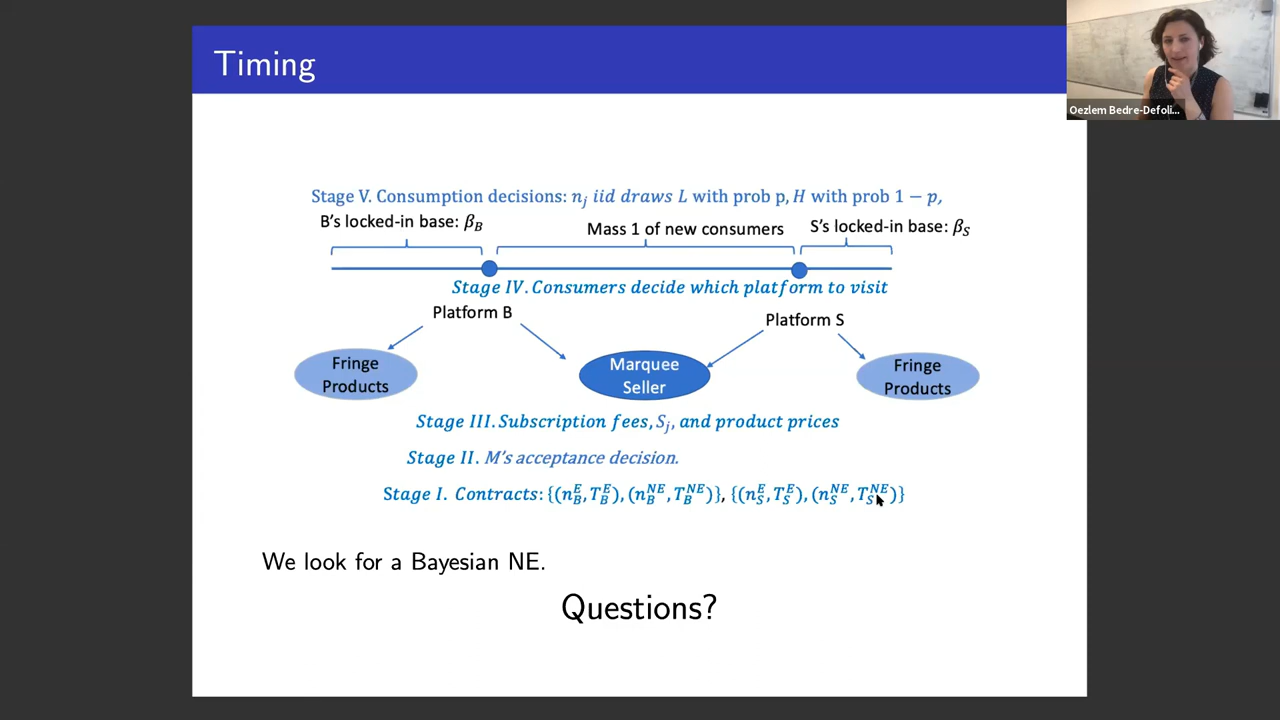 Timing
Oezlem Bedre-Defoli...
Stage V. Consumption decisions: n_j iid draws L with prob p, H with prob 1 − p,
B's locked-in base: β_B
Mass 1 of new consumers
S's locked-in base: β_S
Stage IV. Consumers decide which platform to visit
Platform B
Platform S
Fringe
Products
Marquee
Seller
Fringe
Products
Stage III. Subscription fees, S_j, and product prices
Stage II. M's acceptance decision.
Stage I. Contracts: {(n_B^E, T_B^E), (n_B^NE, T_B^NE)}, {(n_S^E, T_S^E), (n_S^NE, T_S^NE)}
We look for a Bayesian NE.
Questions?